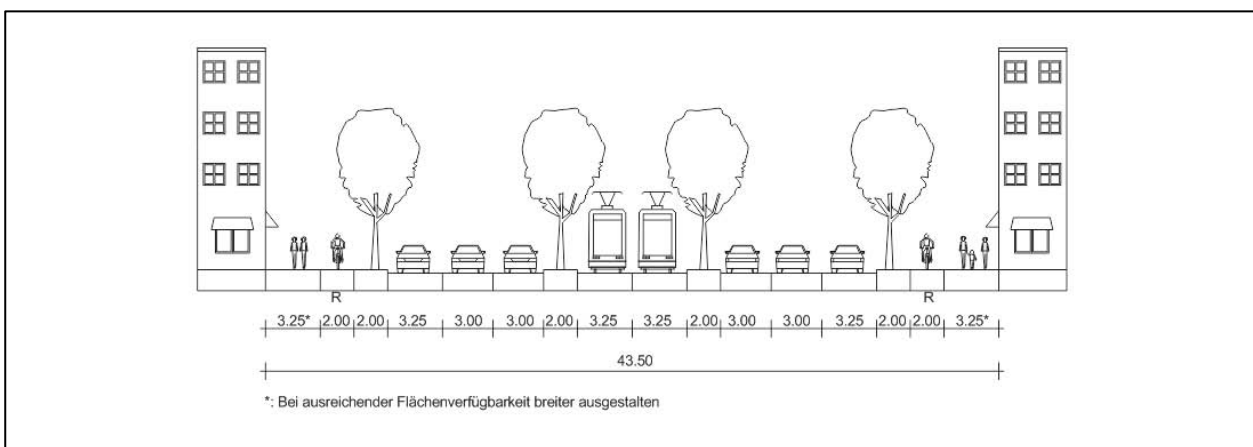 R R
3.25* 2.00 2.00 3.25 3.00 3.00 2.00 3.25 3.25 2.00 3.00 3.00 3.25 2.00 2.00 3.25*
43.50
*: Bei ausreichender Flächenverfügbarkeit breiter ausgestalten